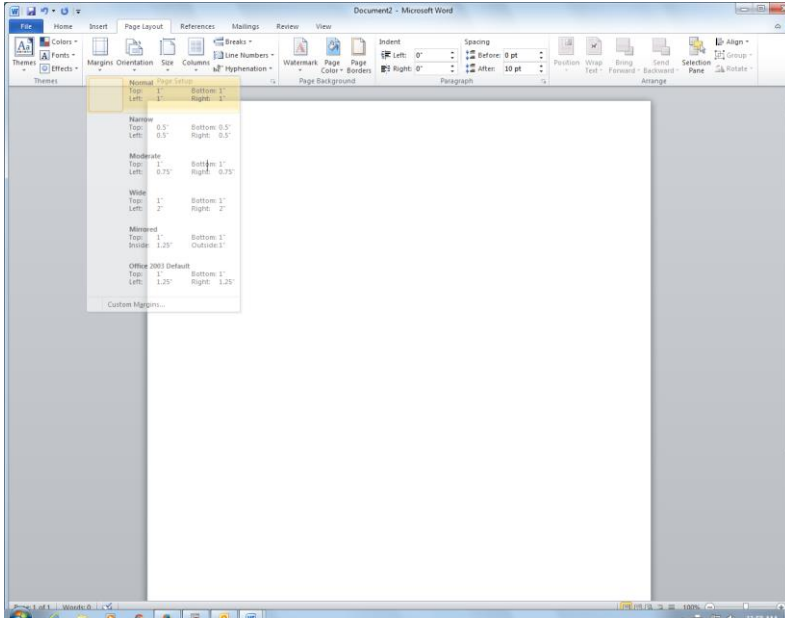 Document2 - Microsoft Word
File Home Insert Page Layout References Mailings Review View
Themes
Colors
Fonts
Effects
Themes
Margins Orientation Size Columns
Breaks
Line Numbers
Hyphenation
Page Setup
Watermark Page Color Page Borders
Page Background
Indent
Left: 0"
Right: 0"
Spacing
Before: 0 pt
After: 10 pt
Paragraph
Position Wrap Text Bring Forward Send Backward Selection Pane
Align
Group
Rotate
Arrange
Normal
Top: 1" Bottom: 1"
Left: 1" Right: 1"
Narrow
Top: 0.5" Bottom: 0.5"
Left: 0.5" Right: 0.5"
Moderate
Top: 1" Bottom: 1"
Left: 0.75" Right: 0.75"
Wide
Top: 1" Bottom: 1"
Left: 2" Right: 2"
Mirrored
Top: 1" Bottom: 1"
Inside: 1.25" Outside: 1"
Office 2003 Default
Top: 1" Bottom: 1"
Left: 1.25" Right: 1.25"
Custom Margins...
Page: 1 of 1 Words: 0
100%